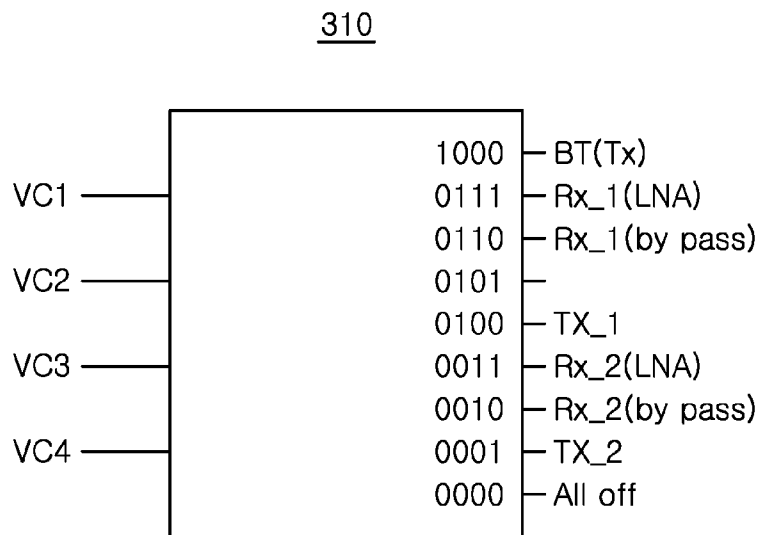 310
1000 BT(Tx)
VC1 0111 Rx_1(LNA)
0110 Rx_1(by pass)
VC2 0101
0100 TX_1
VC3 0011 Rx_2(LNA)
0010 Rx_2(by pass)
VC4 0001 TX_2
0000 All off